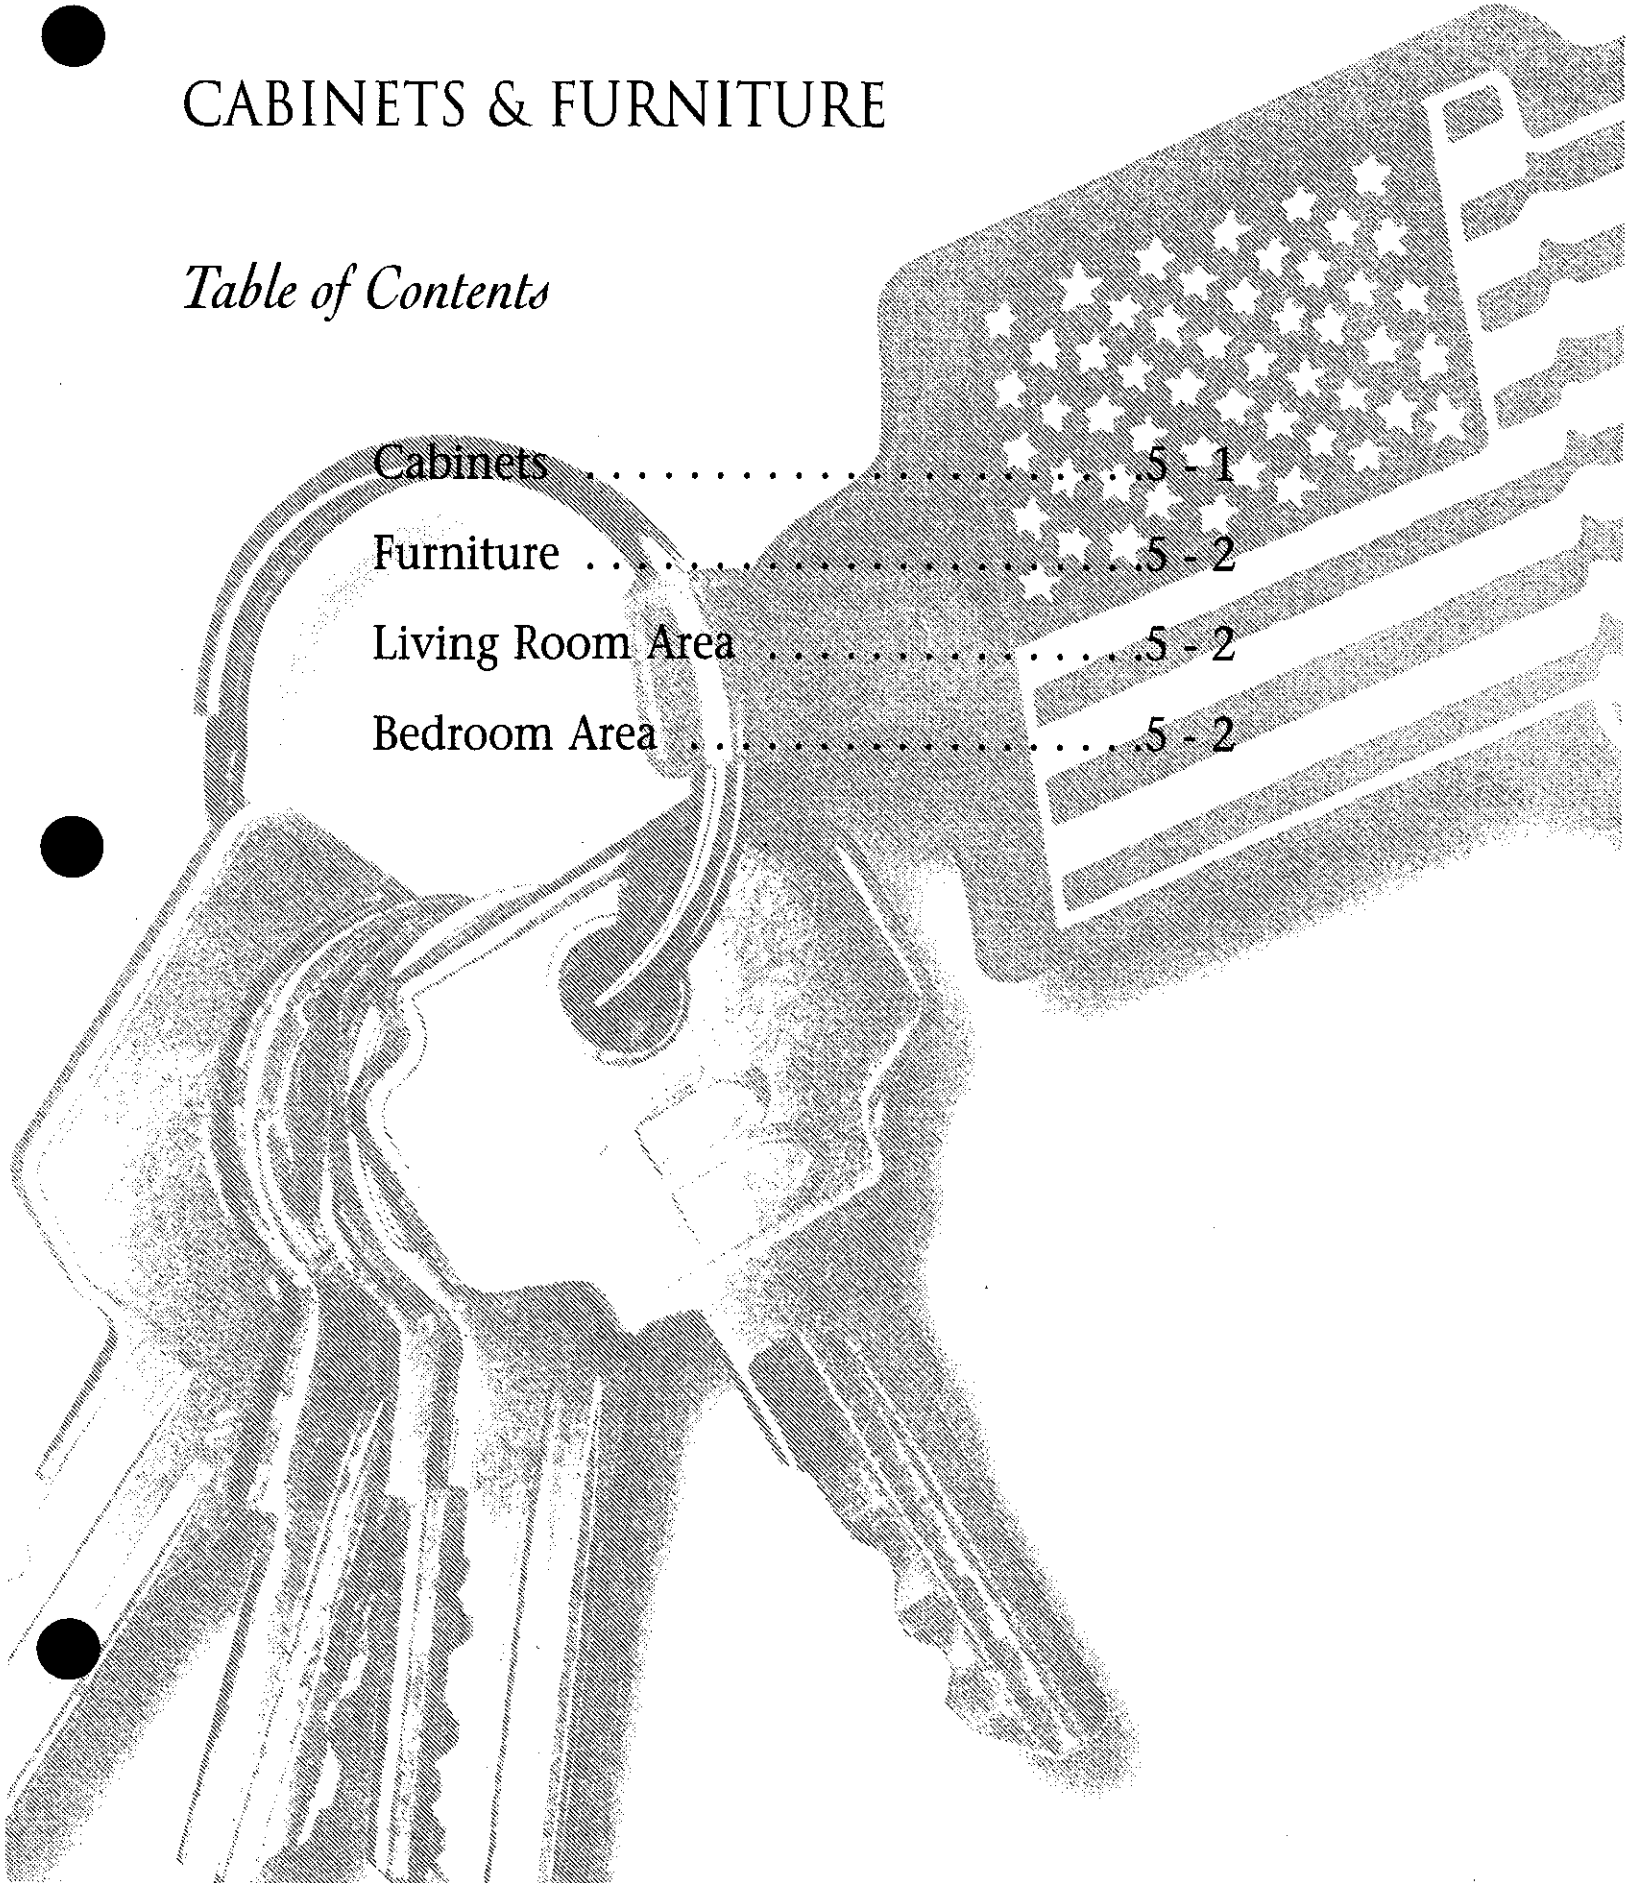 CABINETS & FURNITURE
Table of Contents
Cabinets . . . . . . . . . . . . . . . . . . . . . .5 - 1
Furniture . . . . . . . . . . . . . . . . . . . . . .5 - 2
Living Room Area . . . . . . . . . . . . . . .5 - 2
Bedroom Area . . . . . . . . . . . . . . . . . .5 - 2